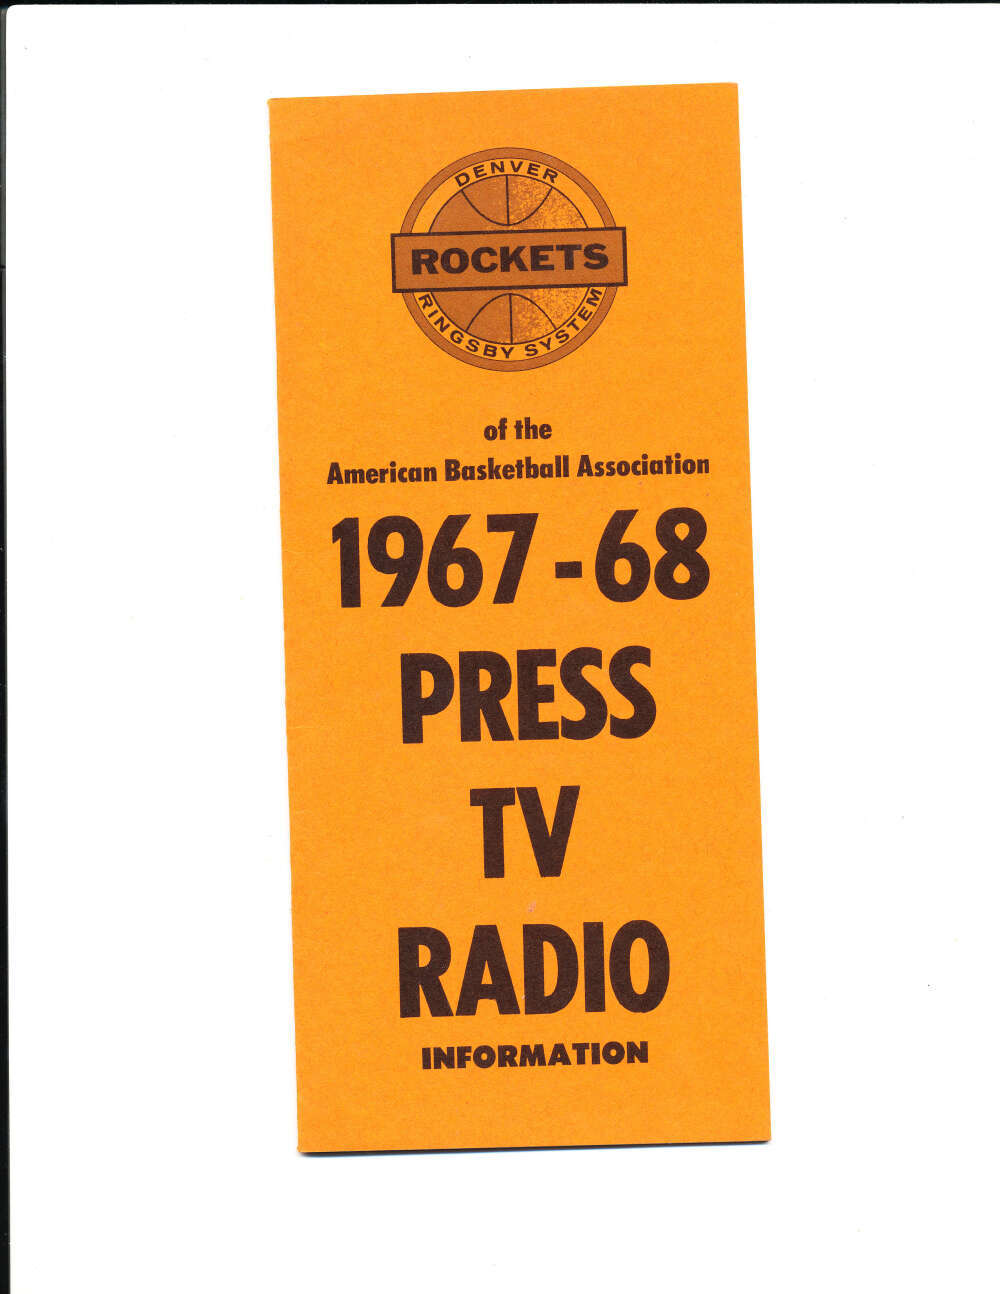 DENVER
ROCKETS
RINGSBY SYSTEM
of the
American Basketball Association
1967-68
PRESS
TV
RADIO
INFORMATION